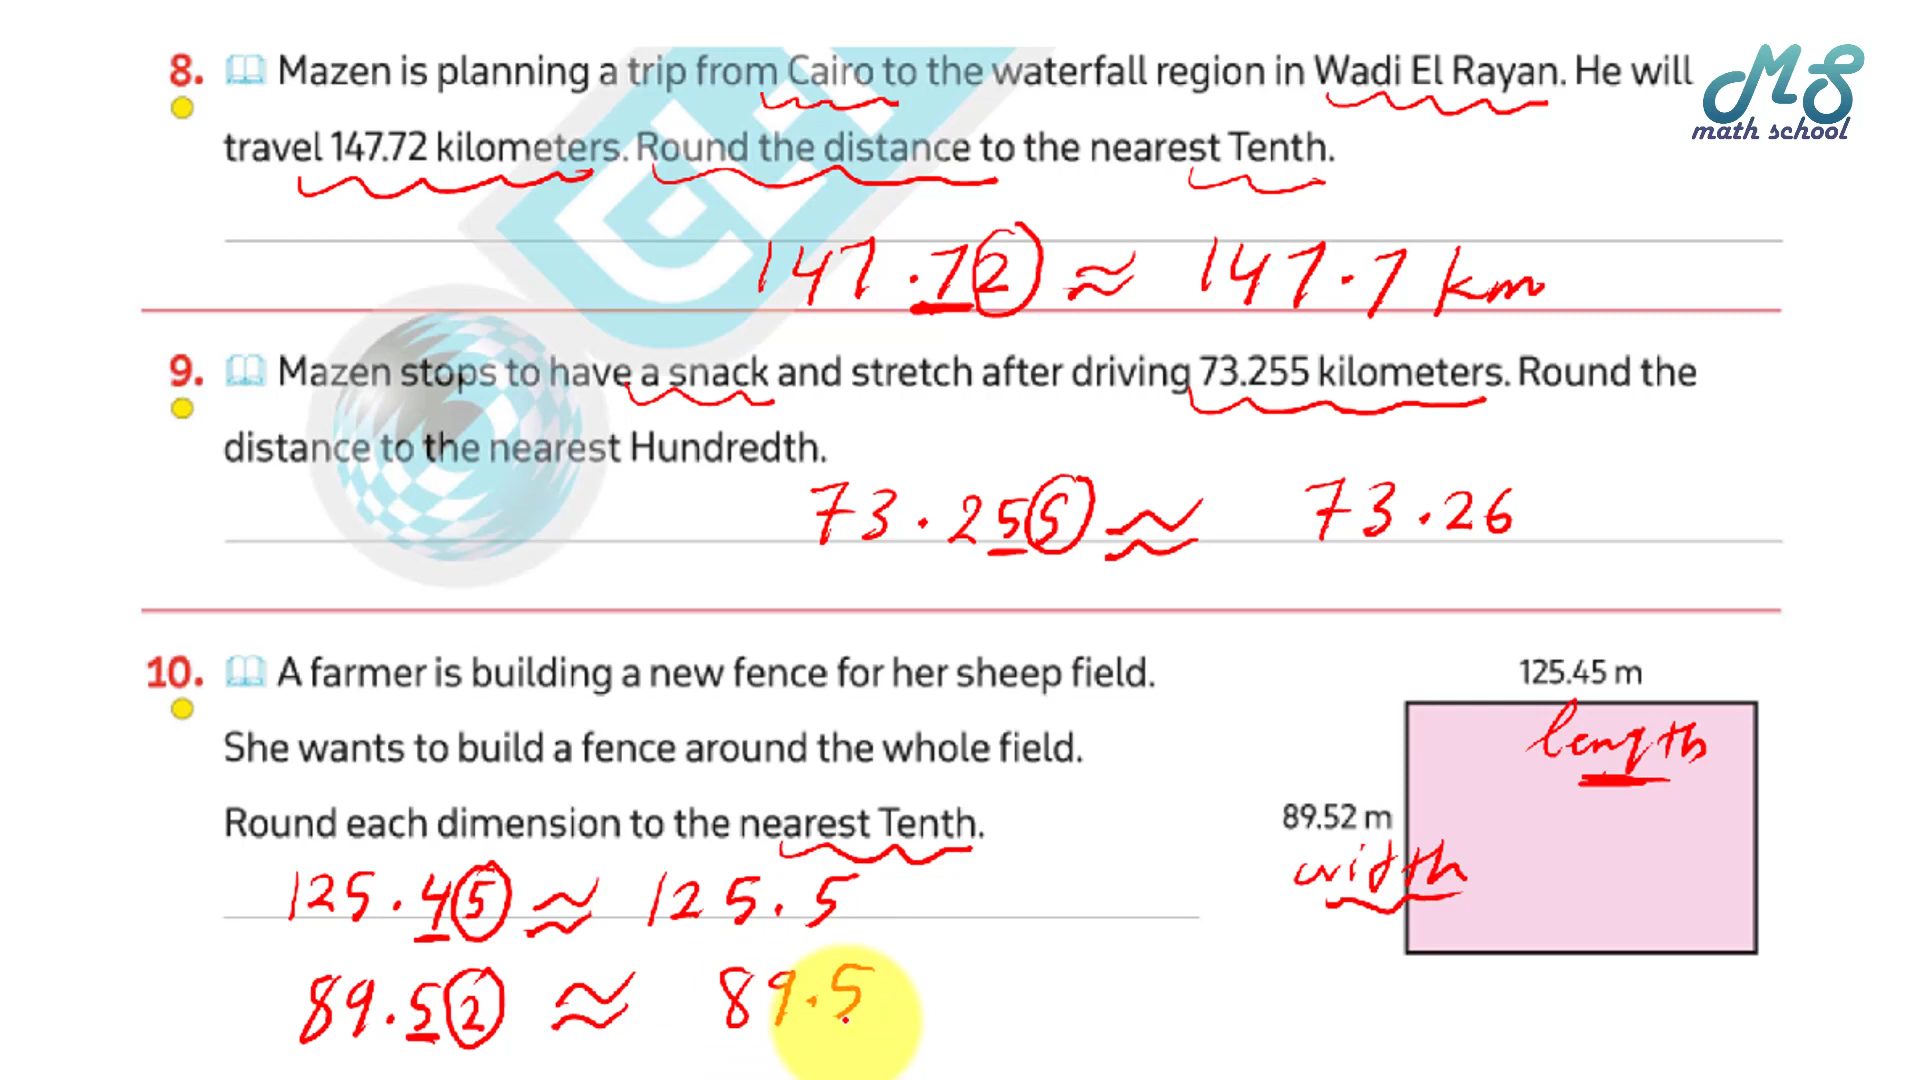 8. Mazen is planning a trip from Cairo to the waterfall region in Wadi El Rayan. He will
travel 147.72 kilometers. Round the distance to the nearest Tenth.
147.72 ≈ 147.7 km
9. Mazen stops to have a snack and stretch after driving 73.255 kilometers. Round the
distance to the nearest Hundredth.
73.255 ≈ 73.26
10. A farmer is building a new fence for her sheep field.
She wants to build a fence around the whole field.
Round each dimension to the nearest Tenth.
125.45 ≈ 125.5
89.52 ≈ 89.5
125.45 m
length
89.52 m
width
MS
math school